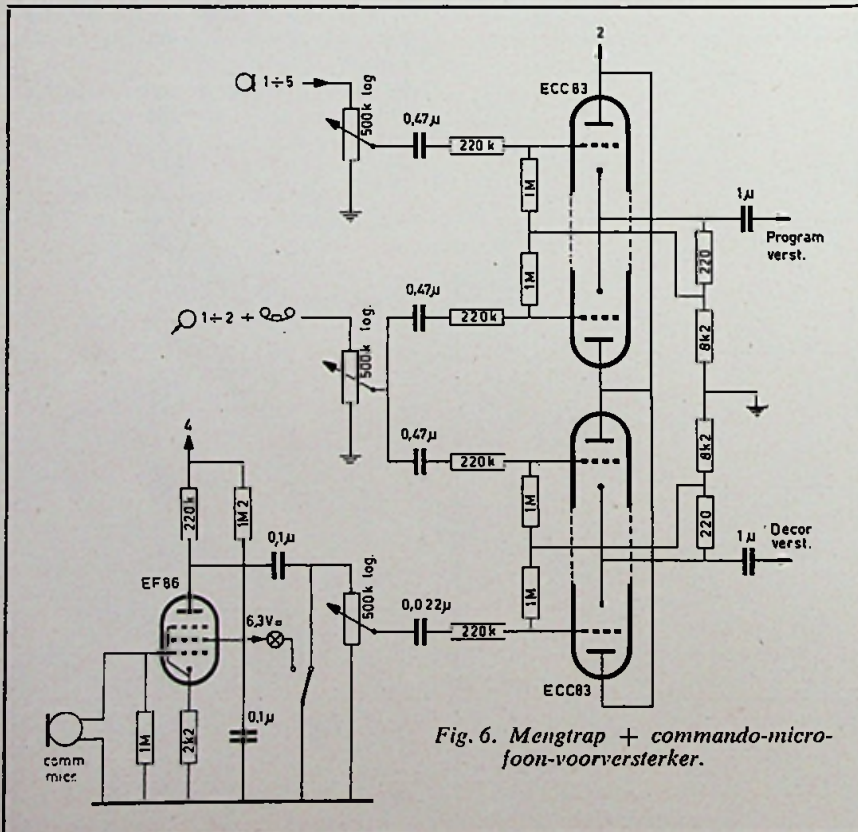 2
ECC83
1÷5
500k log
0,47µ
220k
1M
1µ
Program
verst.
220
1M
8k2
1÷2 +
0,47µ
220k
500k log.
0,47µ
220k
8k2
4
1M
220
220k
1M2
0,1µ
1µ
Decor
verst.
EF86
500k log.
6,3V=
0,022µ
220k
1M
ECC83
1M
2k2
0,1µ
comm
micr.
Fig. 6. Mengtrap + commando-micro-
foon-voorversterker.